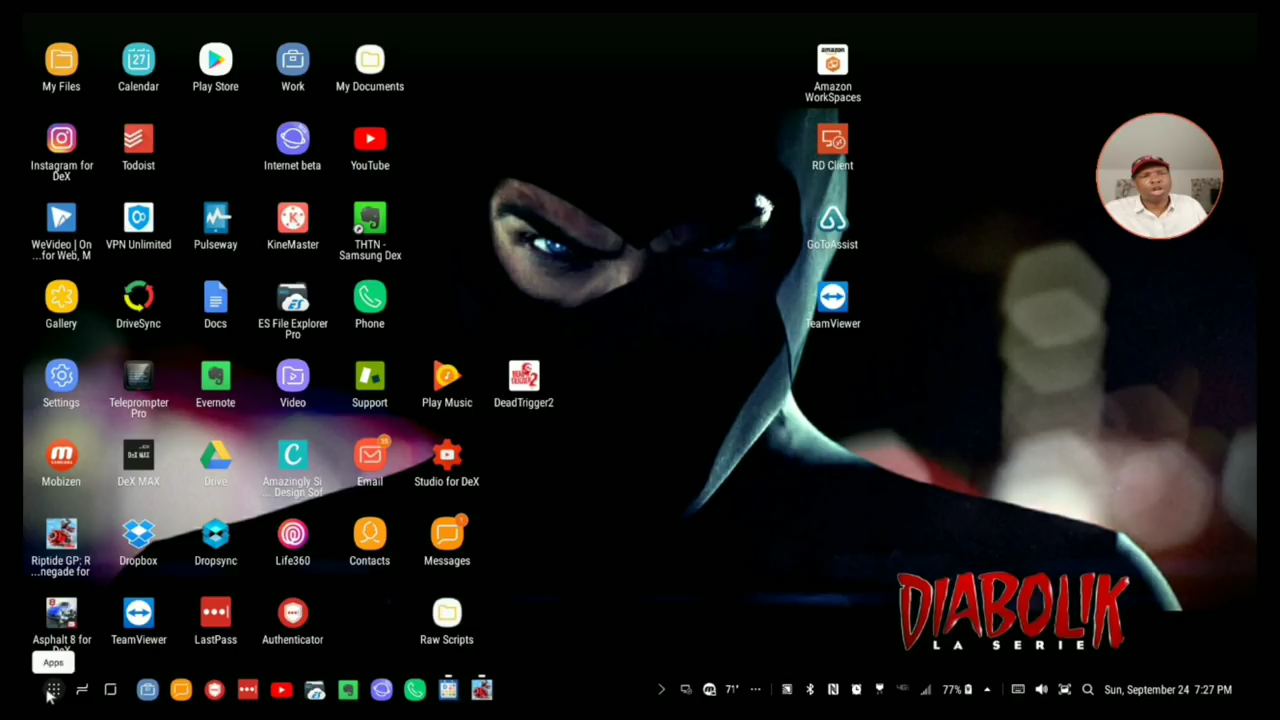 My Files
Calendar
Play Store
Work
My Documents
amazon
Amazon
WorkSpaces
Instagram for
DeX
Todoist
Internet beta
YouTube
RD Client
WeVideo | On
...for Web, M
VPN Unlimited
Pulseway
KineMaster
THTN -
Samsung Dex
GoToAssist
Gallery
DriveSync
Docs
ES File Explorer
Pro
Phone
TeamViewer
Settings
Teleprompter
Pro
Evernote
Video
Support
Play Music
DeadTrigger2
Mobizen
DeX MAX
Drive
Amazingly Si
... Design Sof
Email
Studio for DeX
Riptide GP: R
...negade for
Dropbox
Dropsync
Life360
Contacts
Messages
DIABOLIK
LA SERIE
Asphalt 8 for
DeX
TeamViewer
LastPass
Authenticator
Raw Scripts
Apps
71°
77%
Sun, September 24 7:27 PM